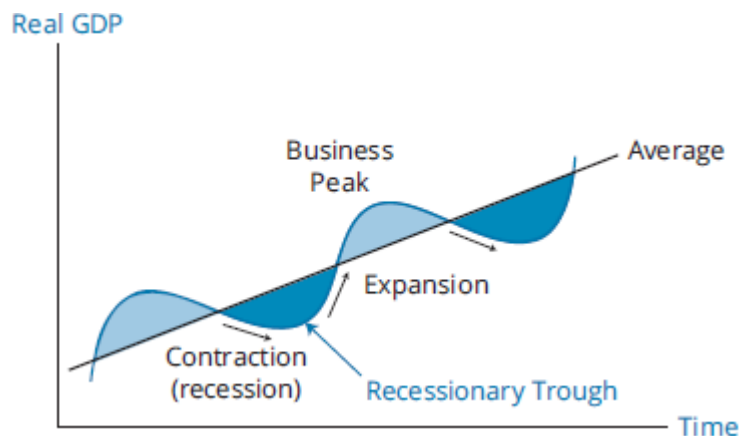 Real GDP
Business
Peak
Average
Expansion
Contraction
(recession)
Recessionary Trough
Time